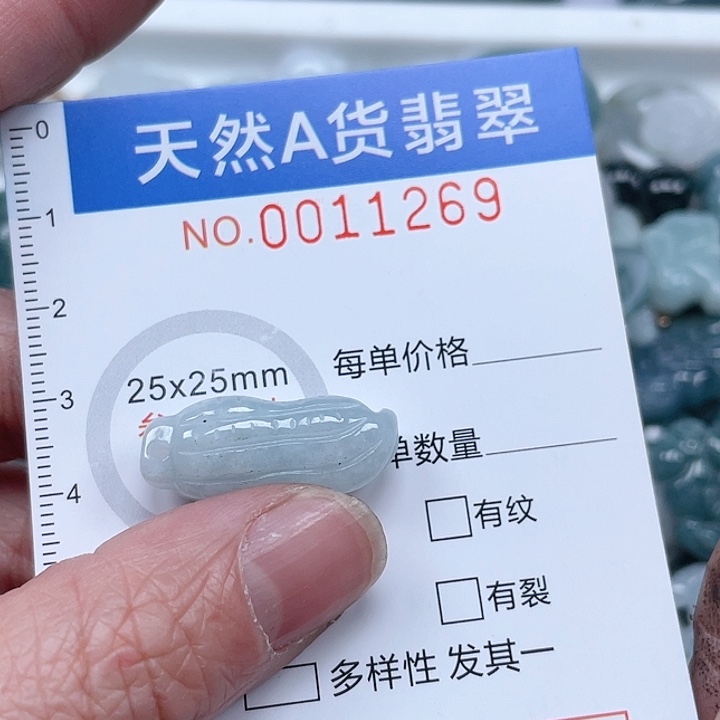 天然A货翡翠
NO.0011269
0
1
2
3
4
25x25mm
每单价格
单数量
有纹
有裂
多样性 发其一